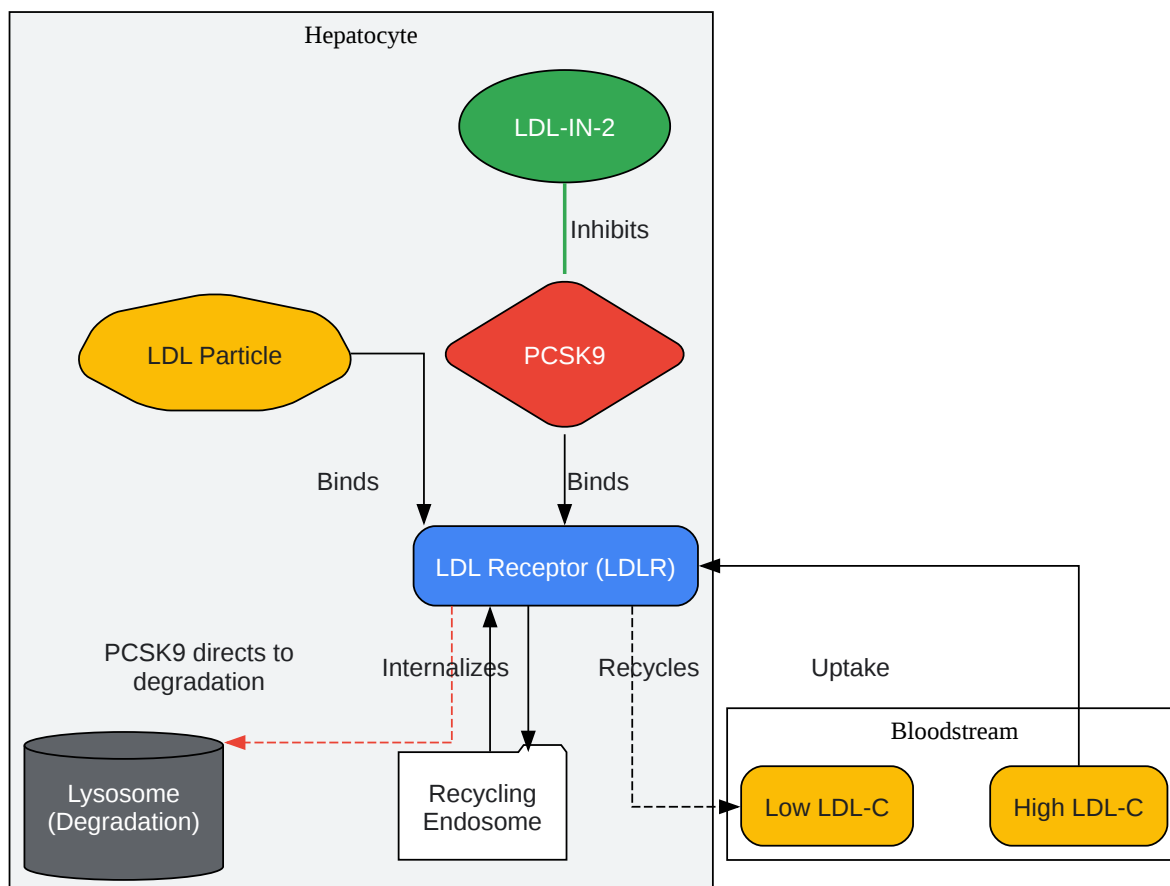 Hepatocyte
LDL-IN-2
Inhibits
LDL Particle
PCSK9
Binds
Binds
LDL Receptor (LDLR)
PCSK9 directs to
degradation
Internalizes
Recycles
Uptake
Bloodstream
Lysosome
(Degradation)
Recycling
Endosome
Low LDL-C
High LDL-C